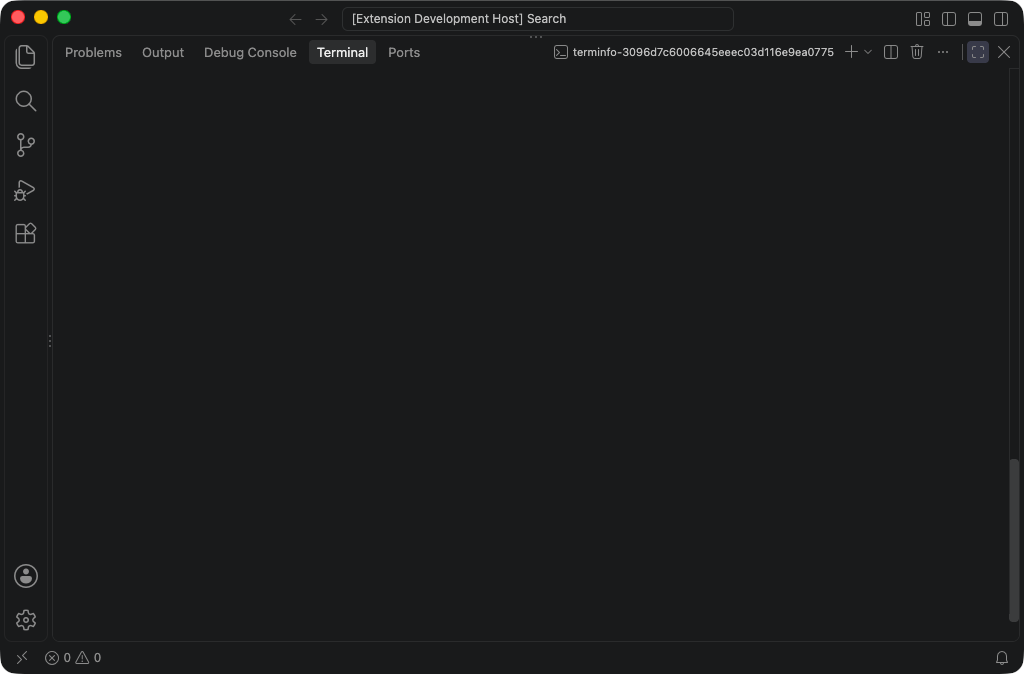 [Extension Development Host] Search
Problems Output Debug Console Terminal Ports
terminfo-3096d7c6006645eeec03d116e9ea0775
0 0